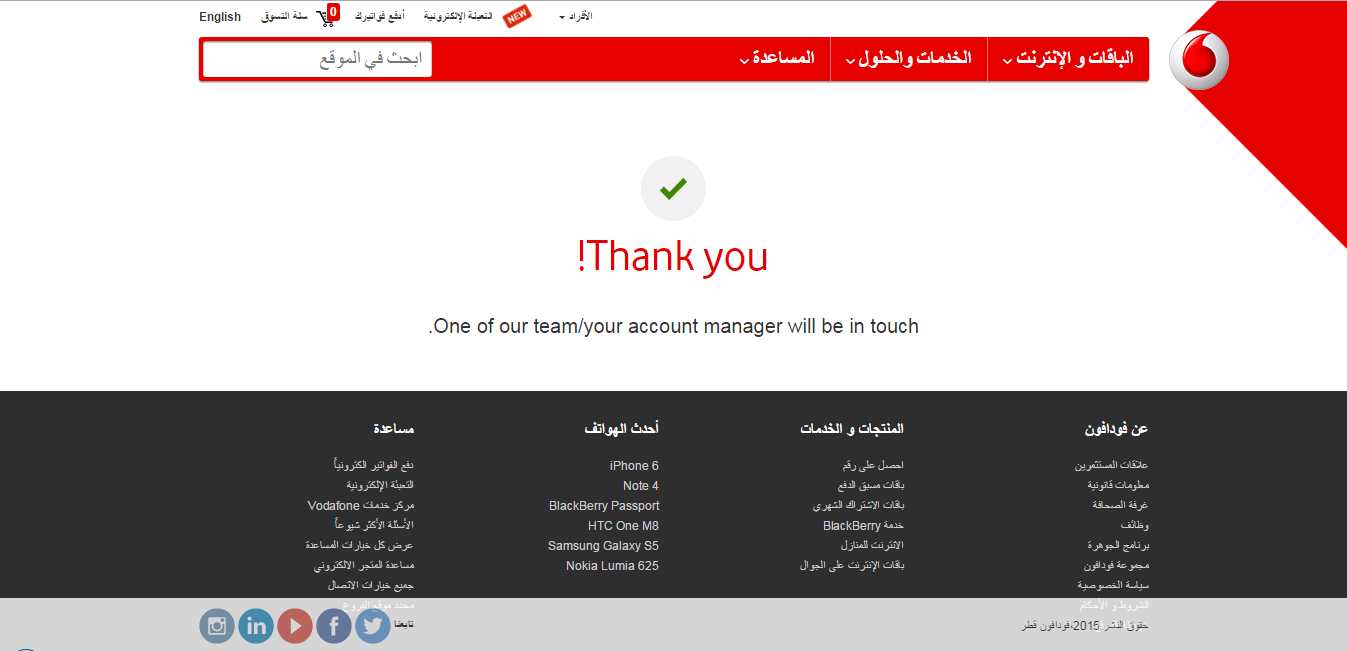 الأفراد
NEW
التعبئة الإلكترونية
أدفع فواتيرك
0
سلة التسوق
English
الباقات و الإنترنت
الخدمات والحلول
المساعدة
ابحث في الموقع
!Thank you
.One of our team/your account manager will be in touch
عن فودافون
علاقات المستثمرين
معلومات قانونية
غرفة الصحافة
وظائف
برنامج الجوهرة
مجموعة فودافون
سياسة الخصوصية
الشروط و الأحكام
المنتجات و الخدمات
احصل على رقم
باقات مسبق الدفع
باقات الاشتراك الشهري
خدمة BlackBerry
الانترنت للمنازل
باقات الإنترنت على الجوال
أحدث الهواتف
iPhone 6
Note 4
BlackBerry Passport
HTC One M8
Samsung Galaxy S5
Nokia Lumia 625
مساعدة
دفع الفواتير الكترونياً
التعبئة الإلكترونية
مركز خدمات Vodafone
الأسئلة الأكثر شيوعاً
عرض كل خيارات المساعدة
مساعدة المتجر الالكتروني
جميع خيارات الاتصال
محدد موقع الفروع
حقوق النشر 2015،فودافون قطر
تابعنا